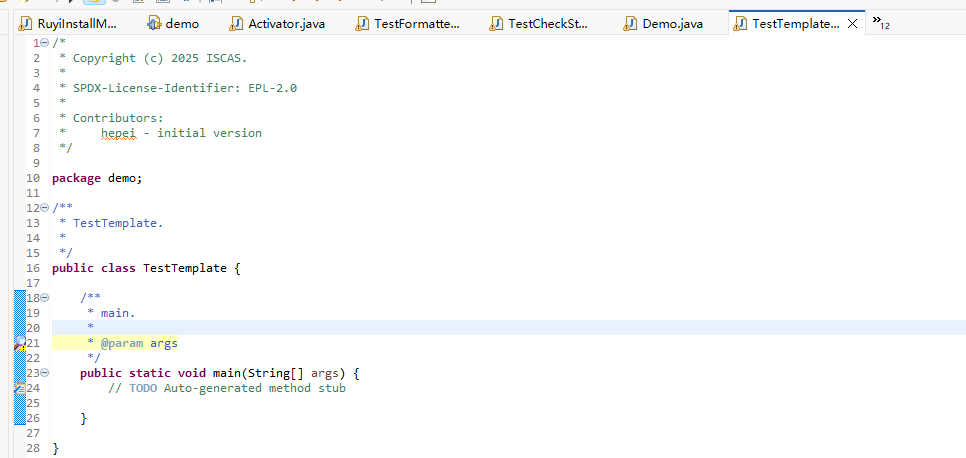 RuyiInstallM... demo Activator.java TestFormatte... TestCheckSt... Demo.java TestTemplate... »12
1 /*
2  * Copyright (c) 2025 ISCAS.
3  *
4  * SPDX-License-Identifier: EPL-2.0
5  *
6  * Contributors:
7  *     hepei - initial version
8  */
9
10 package demo;
11
12 /**
13  * TestTemplate.
14  *
15  */
16 public class TestTemplate {
17
18     /**
19      * main.
20      *
21      * @param args
22      */
23     public static void main(String[] args) {
24         // TODO Auto-generated method stub
25
26     }
27
28 }